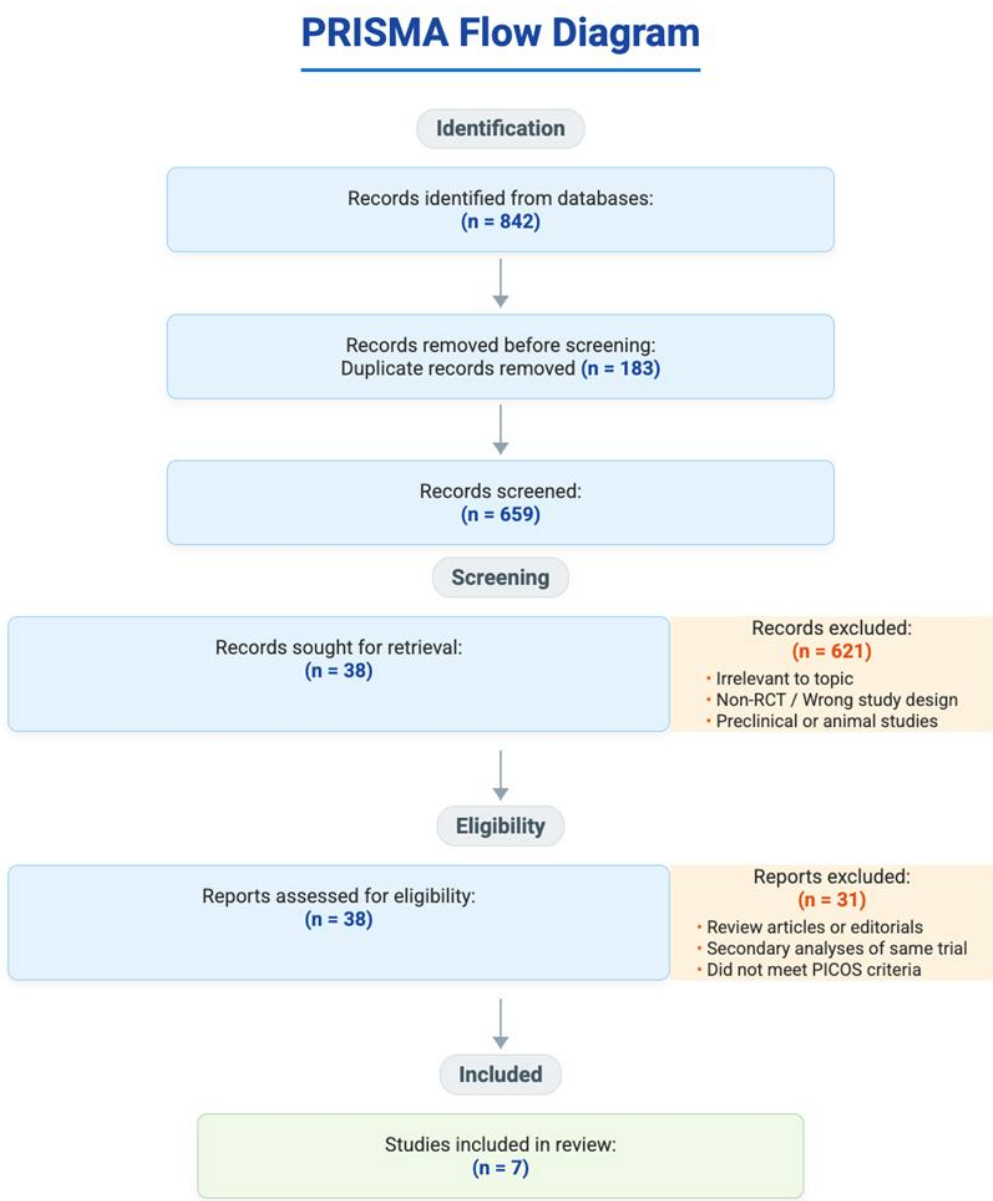 PRISMA Flow Diagram
Identification
Records identified from databases:
(n = 842)
Records removed before screening:
Duplicate records removed (n = 183)
Records screened:
(n = 659)
Screening
Records sought for retrieval:
(n = 38)
Records excluded:
(n = 621)
• Irrelevant to topic
• Non-RCT / Wrong study design
• Preclinical or animal studies
Eligibility
Reports assessed for eligibility:
(n = 38)
Reports excluded:
(n = 31)
• Review articles or editorials
• Secondary analyses of same trial
• Did not meet PICOS criteria
Included
Studies included in review:
(n = 7)